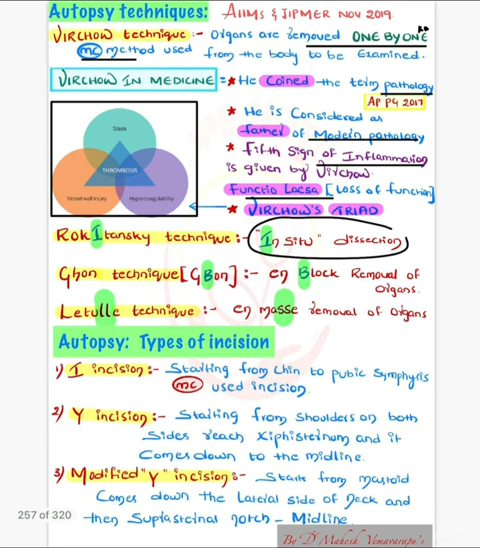 Autopsy techniques: AIIMS & JIPMER NOV 2019.
VIRCHOW technique :- Organs are removed ONE BY ONE
mc method used from the body to be Examined.
VIRCHOW IN MEDICINE = ★ He Coined the term pathology
AP PG 2017
★ He is Considered as
father of Modern pathology
★ fifth Sign of Inflammation
is given by Virchow.
Functio Laesa [Loss of function]
★ VIRCHOW'S TRIAD
Stasis
THROMBOSIS
Vessel wall injury
Hypercoagulability
RokItansky technique :- "In Situ" dissection
Ghon technique [GBon] :- en Block Removal of
organs.
Letulle technique :- en masse removal of organs
Autopsy: Types of incision
1) I incision :- Starting from chin to pubic Symphysis
mc used incision.
2) Y incision :- Starting from shoulders on both
Sides reach Xiphisternum and it
Comes down to the midline.
3) Modified "Y" incision :- Starts from mastoid
Comes down the lateral side of neck and
then Suprasternal notch - Midline
257 of 320
By Dr Mahesh Yemavarapu's